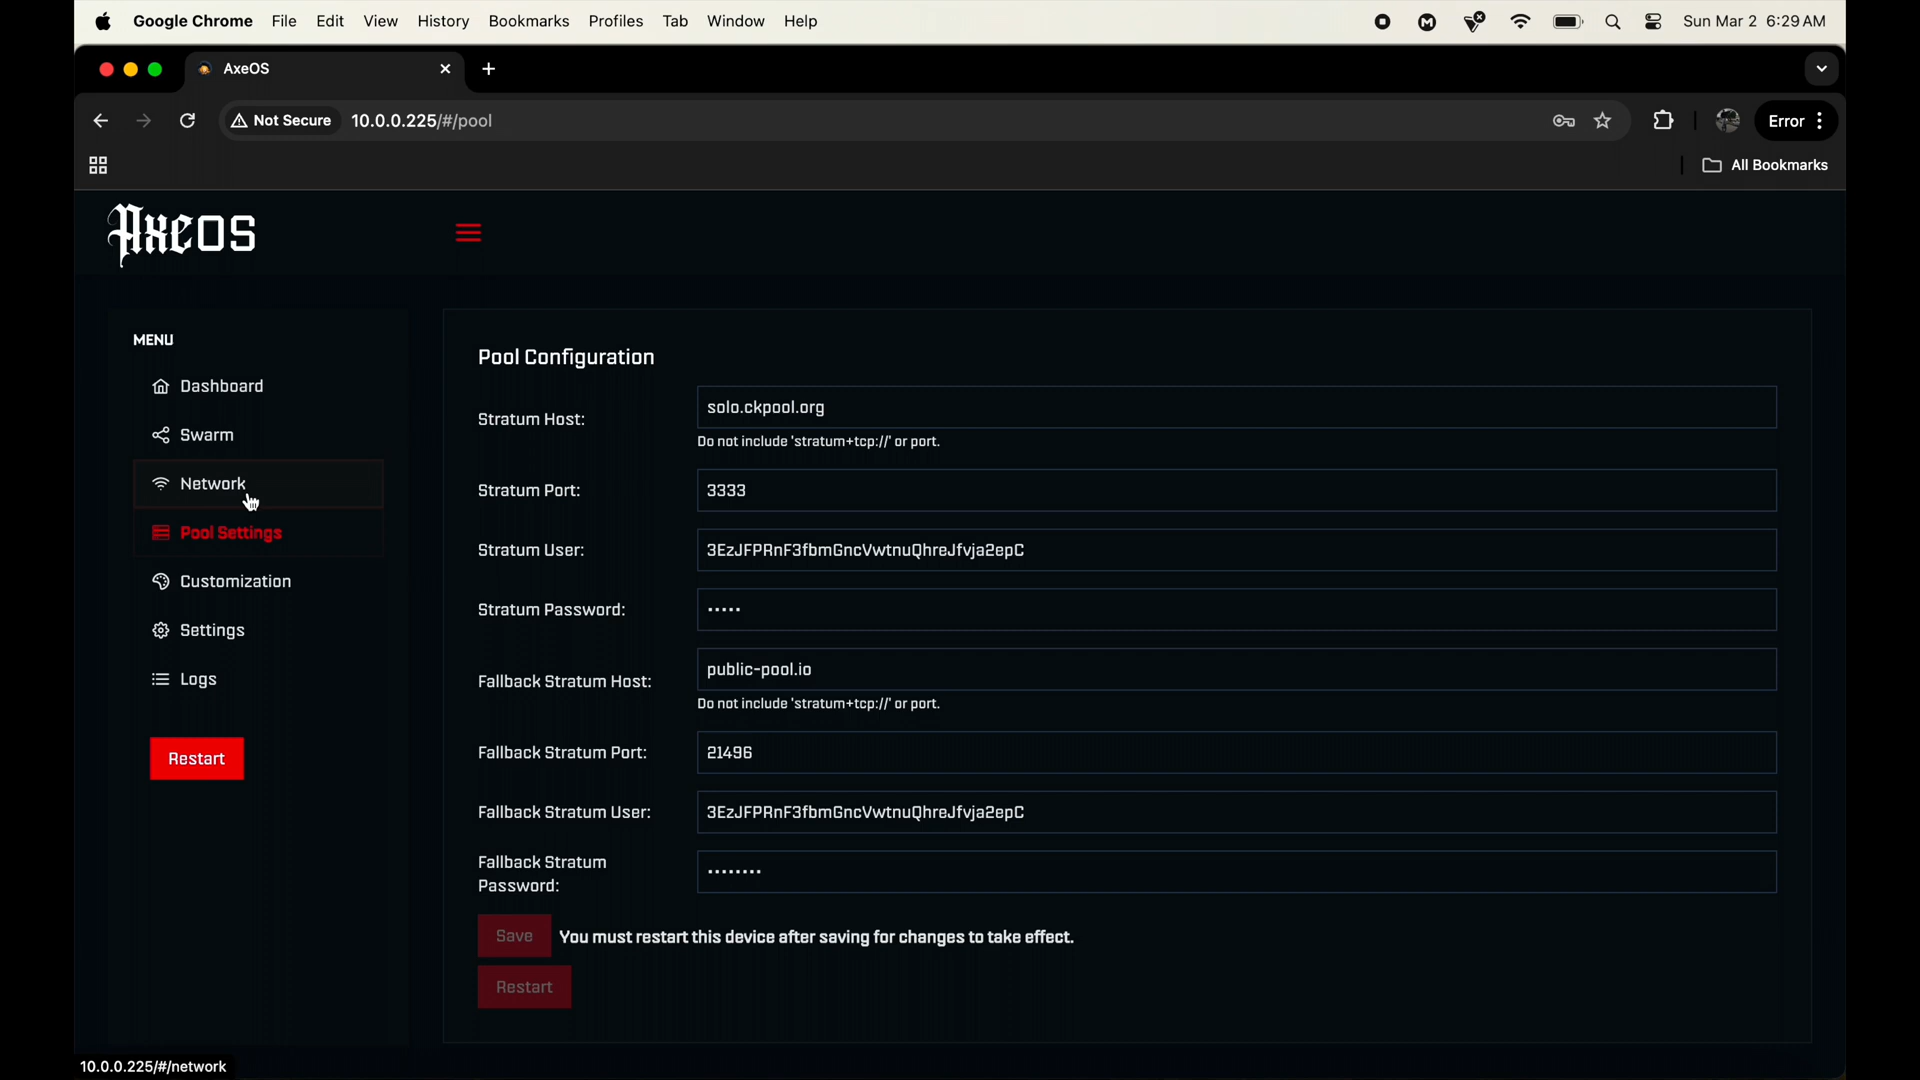 Google Chrome File Edit View History Bookmarks Profiles Tab Window Help Sun Mar 2 6:29 AM
AxeOS
Not Secure 10.0.0.225/#/pool Error
All Bookmarks
AxeOS
MENU
Dashboard
Swarm
Network
Pool Settings
Customization
Settings
Logs
Restart
Pool Configuration
Stratum Host: solo.ckpool.org
Do not include 'stratum+tcp://' or port.
Stratum Port: 3333
Stratum User: 3EzJFPRnF3fbmGncVwtnuQhreJfvja2epC
Stratum Password: •••••
Fallback Stratum Host: public-pool.io
Do not include 'stratum+tcp://' or port.
Fallback Stratum Port: 21496
Fallback Stratum User: 3EzJFPRnF3fbmGncVwtnuQhreJfvja2epC
Fallback Stratum
Password: ••••••••
Save You must restart this device after saving for changes to take effect.
Restart
10.0.0.225/#/network